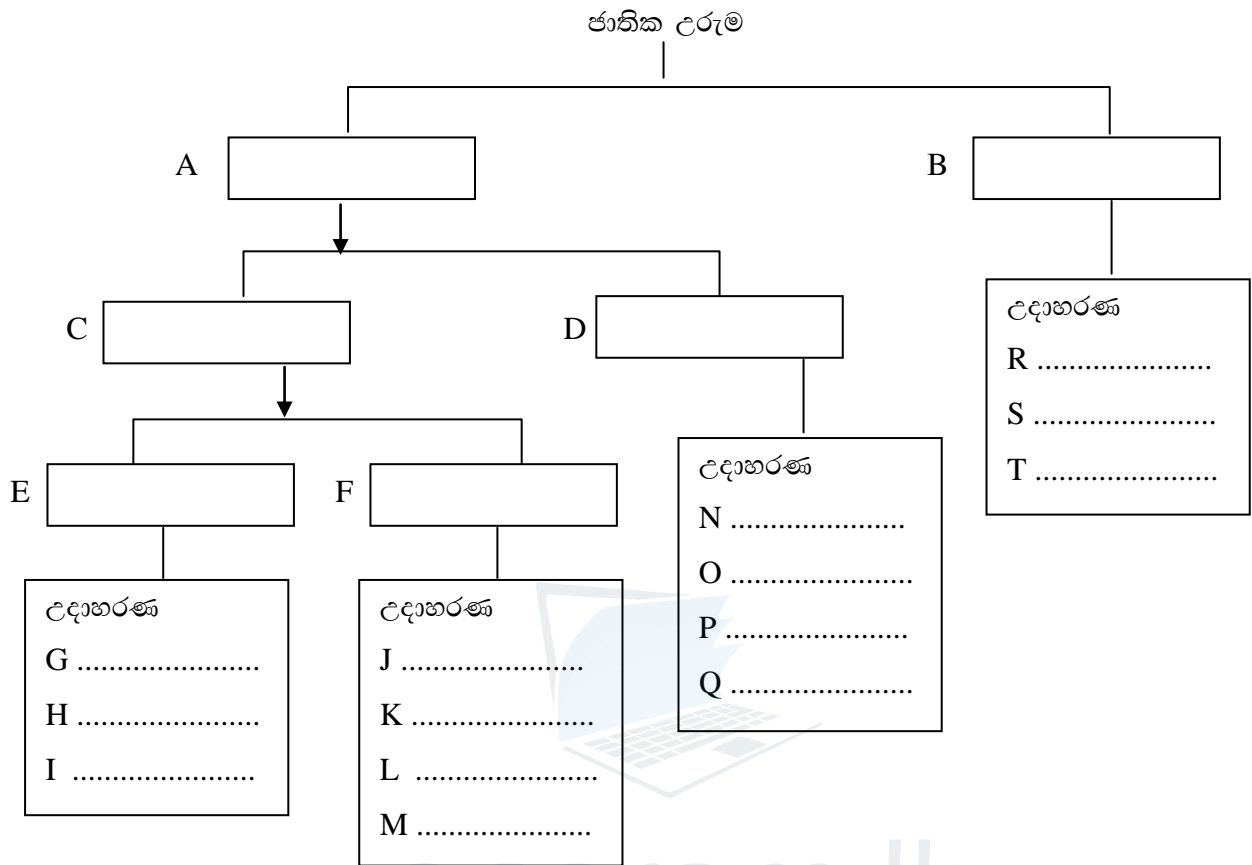 ජාතික උරුම
A
B
C
D
උදාහරණ
R ......................
S .......................
T .......................
E
F
උදාහරණ
N ......................
O .......................
P .......................
Q .......................
උදාහරණ
G .......................
H .......................
I .......................
උදාහරණ
J .......................
K .......................
L .......................
M ......................